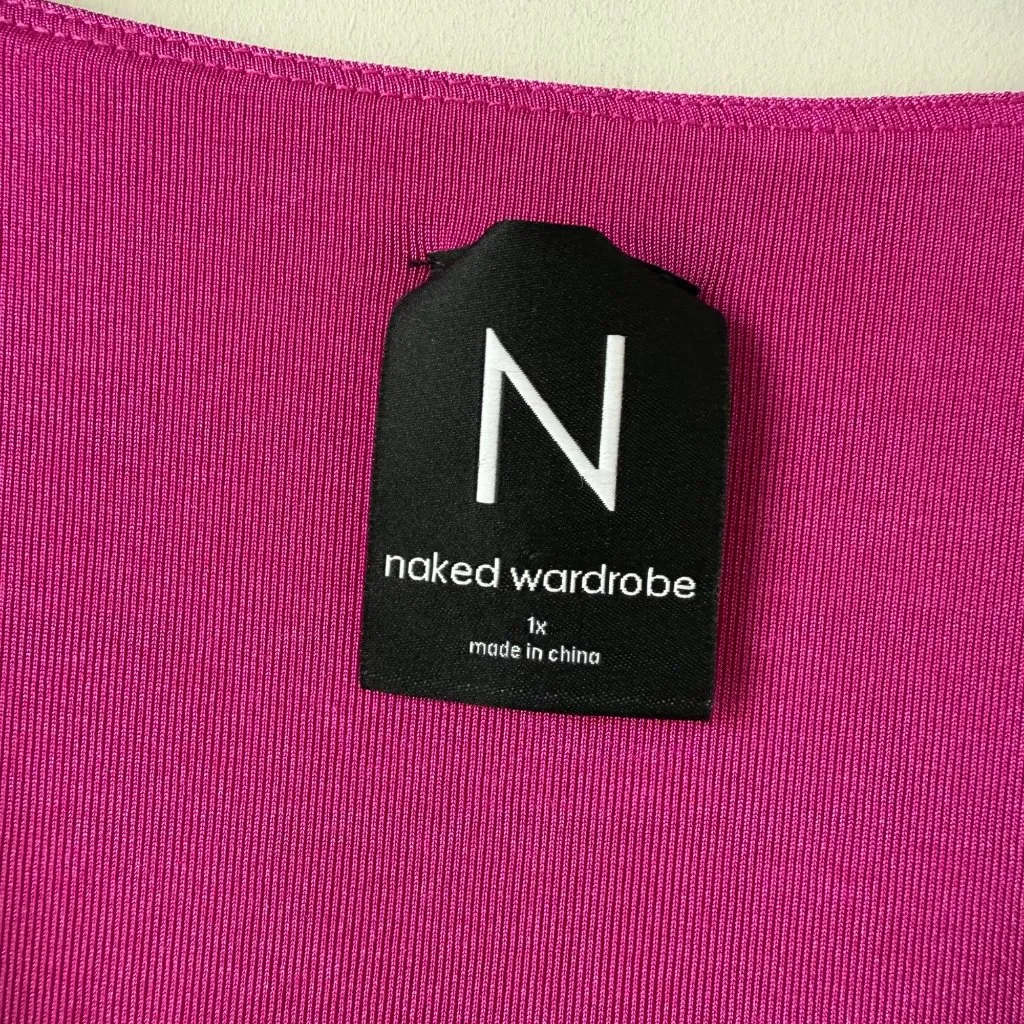 N
naked wardrobe
1x
made in china